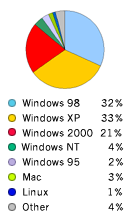 Windows 98 32%
Windows XP 33%
Windows 2000 21%
Windows NT 4%
Windows 95 2%
Mac 3%
Linux 1%
Other 4%